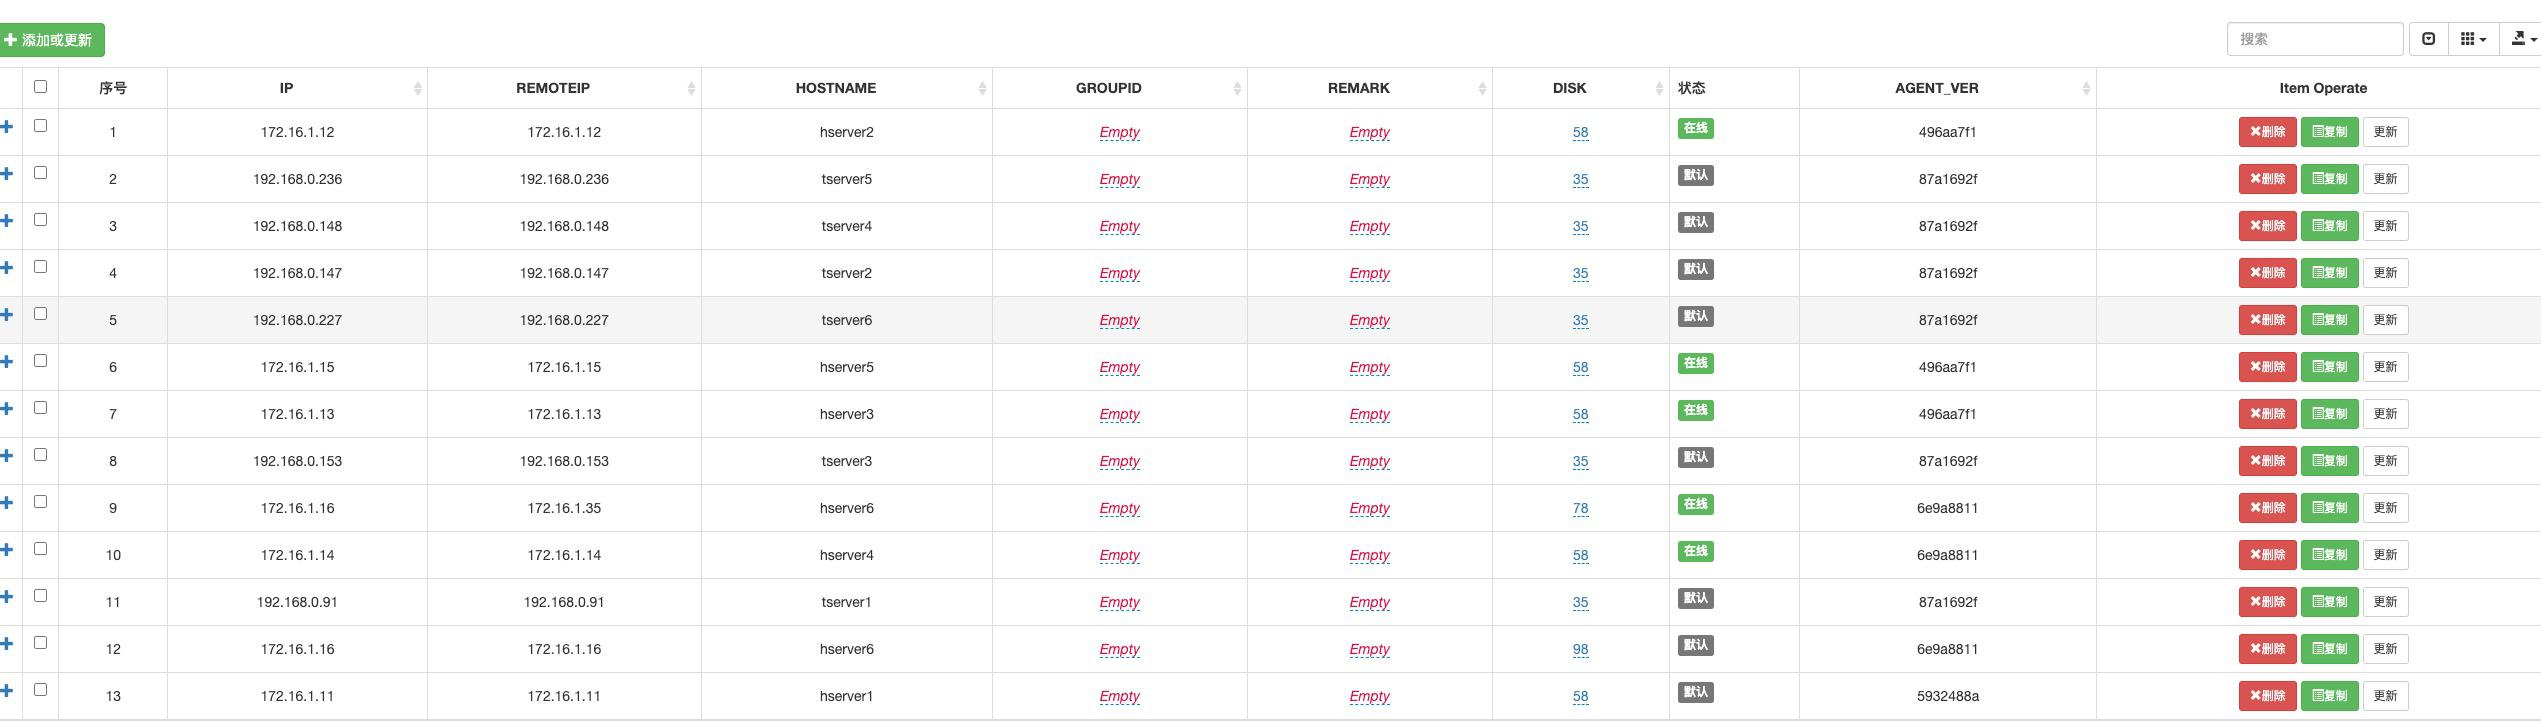 添加或更新
搜索
序号 IP REMOTEIP HOSTNAME GROUPID REMARK DISK 状态 AGENT_VER Item Operate
1 172.16.1.12 172.16.1.12 hserver2 Empty Empty 58 在线 496aa7f1 删除 复制 更新
2 192.168.0.236 192.168.0.236 tserver5 Empty Empty 35 默认 87a1692f 删除 复制 更新
3 192.168.0.148 192.168.0.148 tserver4 Empty Empty 35 默认 87a1692f 删除 复制 更新
4 192.168.0.147 192.168.0.147 tserver2 Empty Empty 35 默认 87a1692f 删除 复制 更新
5 192.168.0.227 192.168.0.227 tserver6 Empty Empty 35 默认 87a1692f 删除 复制 更新
6 172.16.1.15 172.16.1.15 hserver5 Empty Empty 58 在线 496aa7f1 删除 复制 更新
7 172.16.1.13 172.16.1.13 hserver3 Empty Empty 58 在线 496aa7f1 删除 复制 更新
8 192.168.0.153 192.168.0.153 tserver3 Empty Empty 35 默认 87a1692f 删除 复制 更新
9 172.16.1.16 172.16.1.35 hserver6 Empty Empty 78 在线 6e9a8811 删除 复制 更新
10 172.16.1.14 172.16.1.14 hserver4 Empty Empty 58 在线 6e9a8811 删除 复制 更新
11 192.168.0.91 192.168.0.91 tserver1 Empty Empty 35 默认 87a1692f 删除 复制 更新
12 172.16.1.16 172.16.1.16 hserver6 Empty Empty 98 默认 6e9a8811 删除 复制 更新
13 172.16.1.11 172.16.1.11 hserver1 Empty Empty 58 默认 5932488a 删除 复制 更新